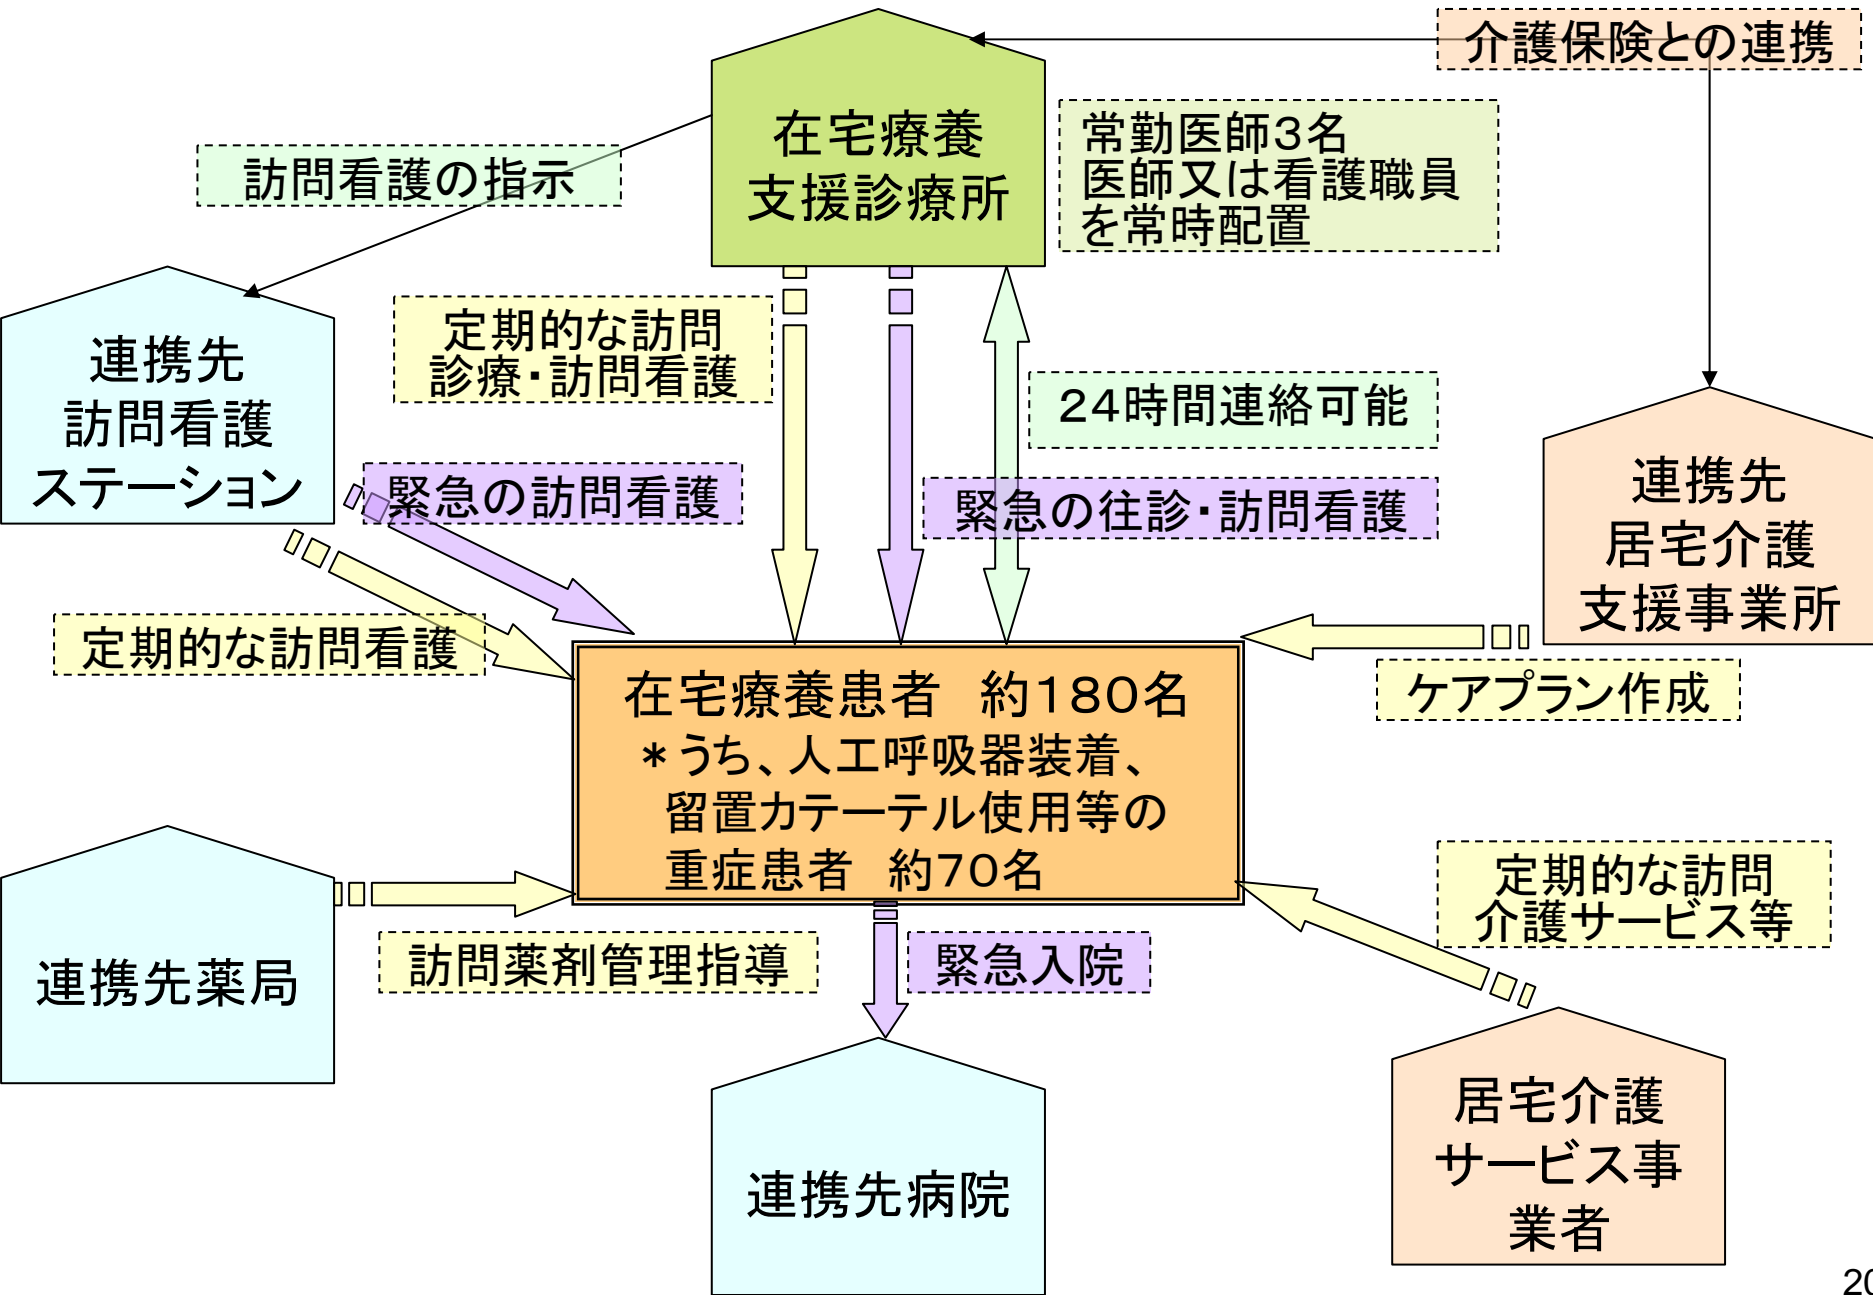 介護保険との連携
在宅療養
支援診療所
常勤医師3名
医師又は看護職員
を常時配置
訪問看護の指示
連携先
訪問看護
ステーション
定期的な訪問
診療・訪問看護
24時間連絡可能
緊急の訪問看護
緊急の往診・訪問看護
連携先
居宅介護
支援事業所
定期的な訪問看護
ケアプラン作成
在宅療養患者　約180名
*うち、人工呼吸器装着、
留置カテーテル使用等の
重症患者　約70名
連携先薬局
訪問薬剤管理指導
緊急入院
定期的な訪問
介護サービス等
連携先病院
居宅介護
サービス事
業者
20